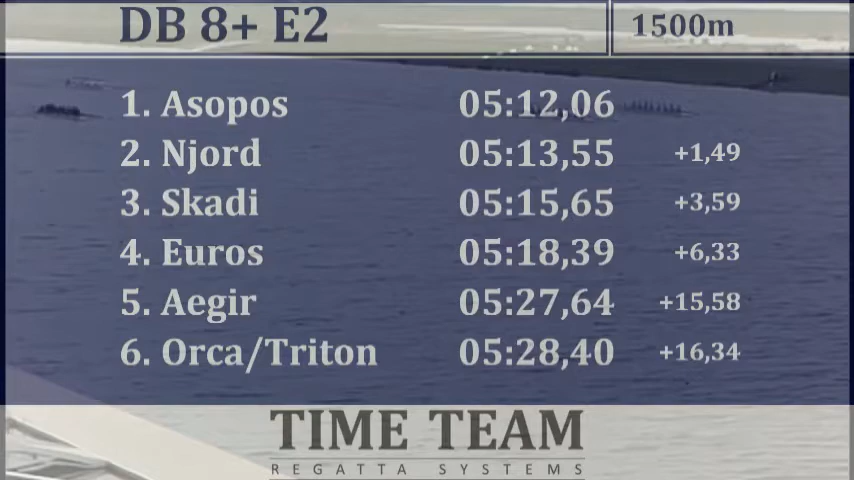 DB 8+ E2 1500m
1. Asopos 05:12,06
2. Njord 05:13,55 +1,49
3. Skadi 05:15,65 +3,59
4. Euros 05:18,39 +6,33
5. Aegir 05:27,64 +15,58
6. Orca/Triton 05:28,40 +16,34
TIME TEAM
REGATTA SYSTEMS